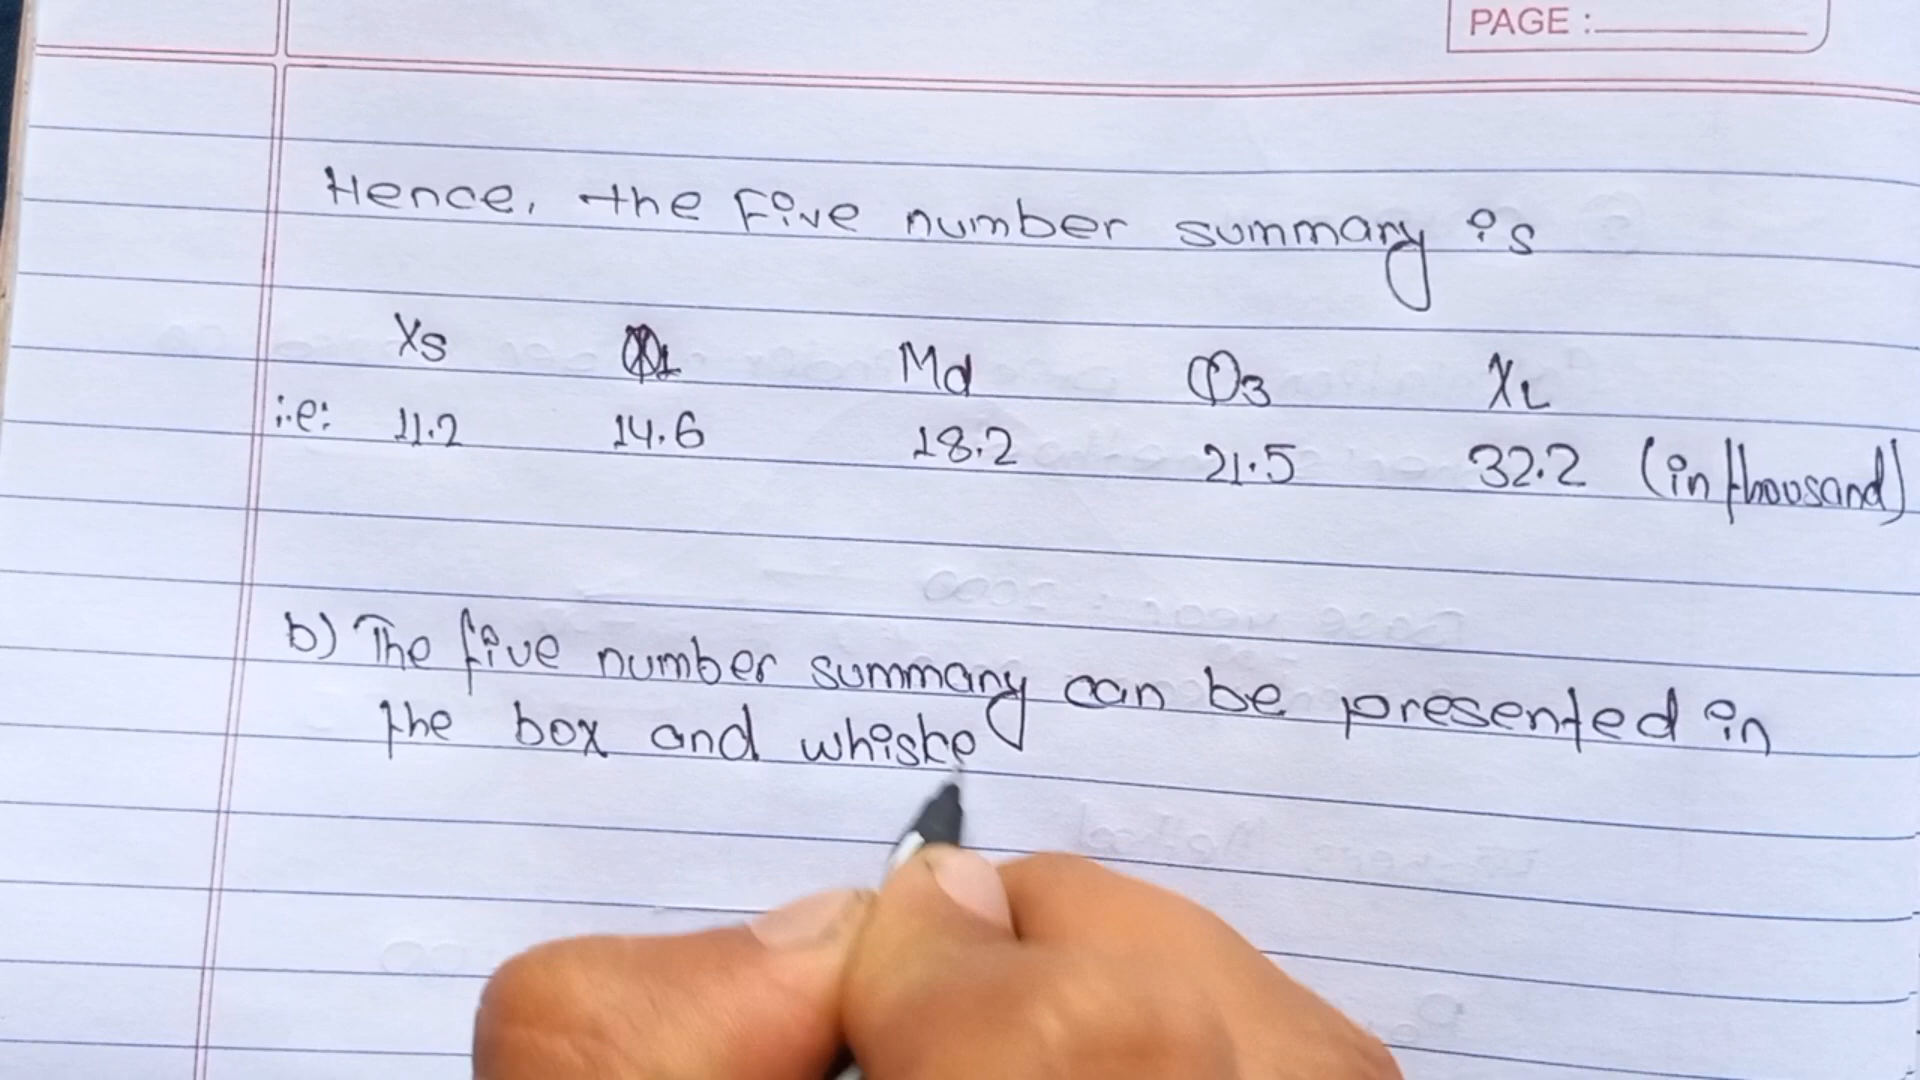 PAGE :
Hence, the Five number summary is
Xs Q1 Md Q3 XL
i.e: 11.2 14.6 18.2 21.5 32.2 (in thousand)
b) The five number summary can be presented in
the box and whiske